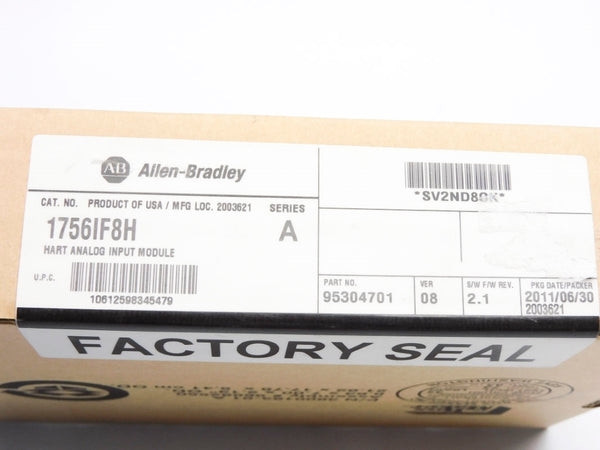 AB Allen-Bradley
CAT. NO. PRODUCT OF USA / MFG LOC. 2003621 SERIES
1756IF8H A
HART ANALOG INPUT MODULE
U.P.C.
10612598345479
PART NO.
95304701
VER
08
S/W F/W REV.
2.1
PKG DATE/PACKER
2011/06/30
2003621
FACTORY SEAL